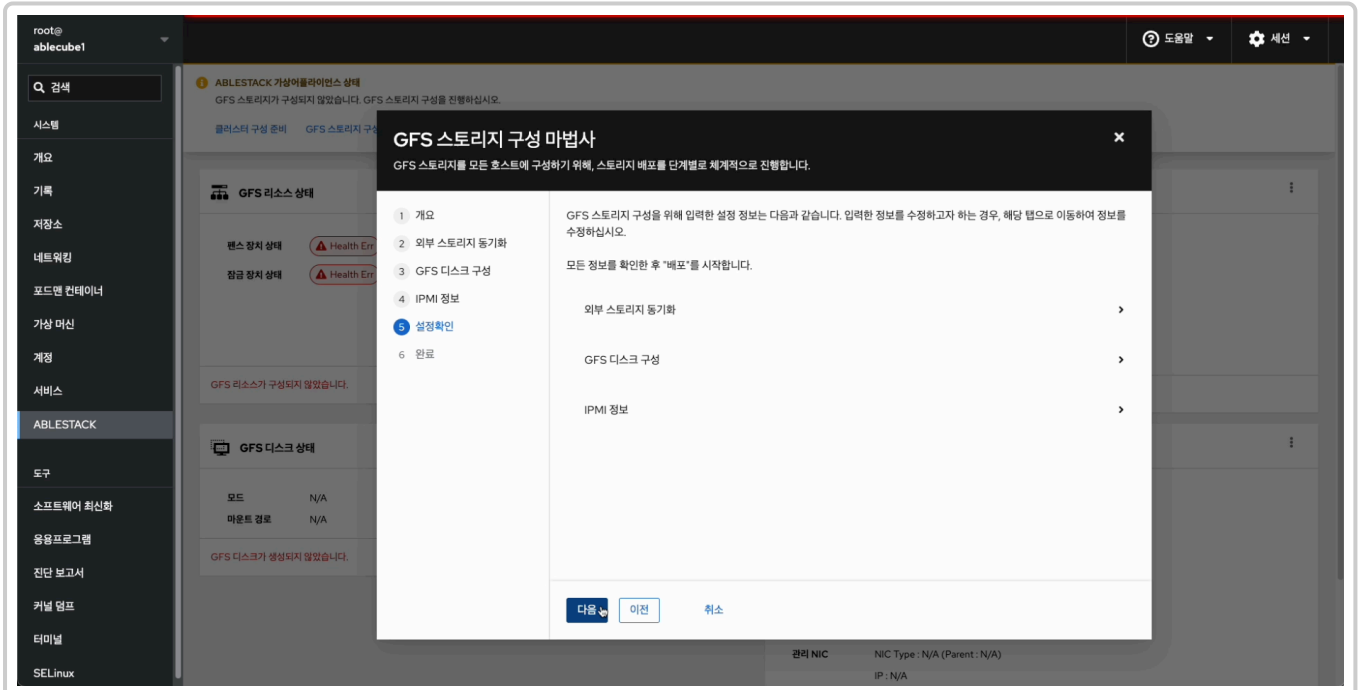 root@
ablecube1
도움말
세션
검색
시스템
개요
기록
저장소
네트워킹
포드맨 컨테이너
가상 머신
계정
서비스
ABLESTACK
도구
소프트웨어 최신화
응용프로그램
진단 보고서
커널 덤프
터미널
SELinux
ABLESTACK 가상어플라이언스 상태
GFS 스토리지가 구성되지 않았습니다. GFS 스토리지 구성을 진행하십시오.
클러스터 구성 준비 GFS 스토리지 구성
GFS 리소스 상태
펜스 장치 상태 Health Err
잠금 장치 상태 Health Err
GFS 리소스가 구성되지 않았습니다.
GFS 디스크 상태
모드 N/A
마운트 경로 N/A
GFS 디스크가 생성되지 않았습니다.
GFS 스토리지 구성 마법사
GFS 스토리지를 모든 호스트에 구성하기 위해, 스토리지 배포를 단계별로 체계적으로 진행합니다.
1 개요
2 외부 스토리지 동기화
3 GFS 디스크 구성
4 IPMI 정보
5 설정확인
6 완료
GFS 스토리지 구성을 위해 입력한 설정 정보는 다음과 같습니다. 입력한 정보를 수정하고자 하는 경우, 해당 탭으로 이동하여 정보를
수정하십시오.
모든 정보를 확인한 후 "배포"를 시작합니다.
외부 스토리지 동기화
GFS 디스크 구성
IPMI 정보
다음 이전 취소
관리 NIC NIC Type : N/A (Parent : N/A)
IP : N/A